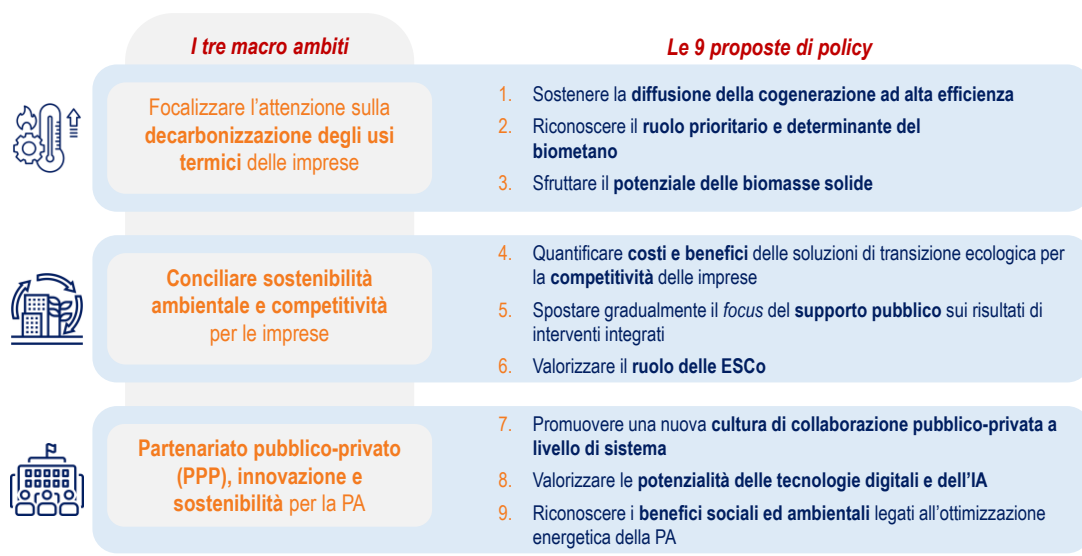 I tre macro ambiti
Le 9 proposte di policy
Focalizzare l'attenzione sulla
decarbonizzazione degli usi
termici delle imprese
1. Sostenere la diffusione della cogenerazione ad alta efficienza
2. Riconoscere il ruolo prioritario e determinante del
biometano
3. Sfruttare il potenziale delle biomasse solide
Conciliare sostenibilità
ambientale e competitività
per le imprese
4. Quantificare costi e benefici delle soluzioni di transizione ecologica per
la competitività delle imprese
5. Spostare gradualmente il focus del supporto pubblico sui risultati di
interventi integrati
6. Valorizzare il ruolo delle ESCo
Partenariato pubblico-privato
(PPP), innovazione e
sostenibilità per la PA
7. Promuovere una nuova cultura di collaborazione pubblico-privata a
livello di sistema
8. Valorizzare le potenzialità delle tecnologie digitali e dell'IA
9. Riconoscere i benefici sociali ed ambientali legati all'ottimizzazione
energetica della PA